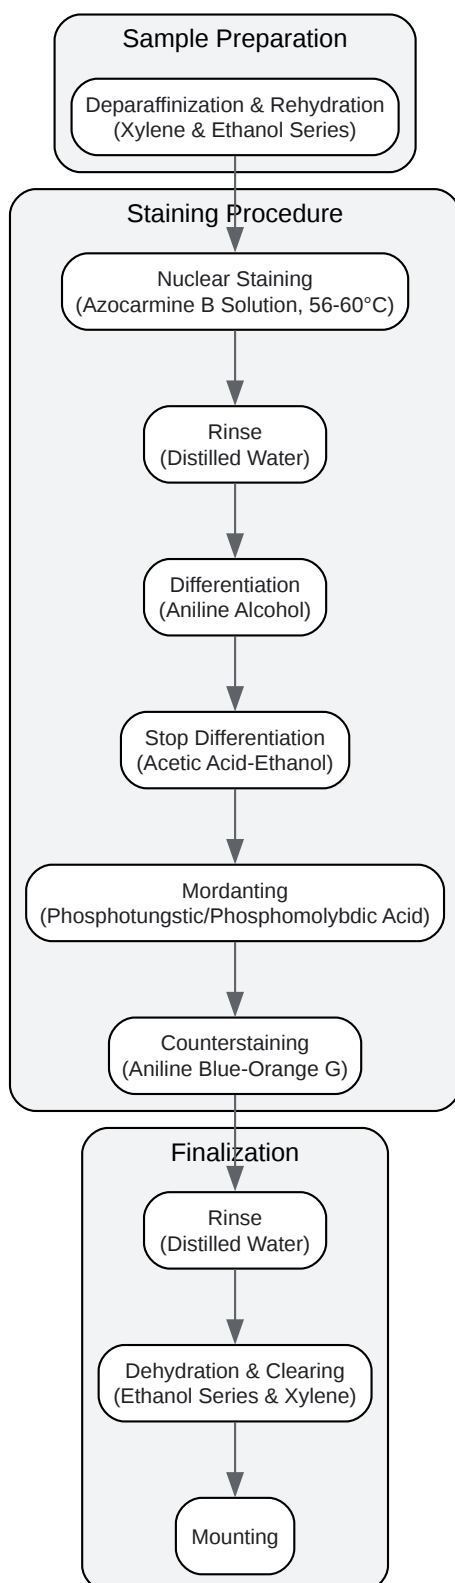 Sample Preparation
Deparaffinization & Rehydration
(Xylene & Ethanol Series)
Staining Procedure
Nuclear Staining
(Azocarmine B Solution, 56-60°C)
Rinse
(Distilled Water)
Differentiation
(Aniline Alcohol)
Stop Differentiation
(Acetic Acid-Ethanol)
Mordanting
(Phosphotungstic/Phosphomolybdic Acid)
Counterstaining
(Aniline Blue-Orange G)
Finalization
Rinse
(Distilled Water)
Dehydration & Clearing
(Ethanol Series & Xylene)
Mounting